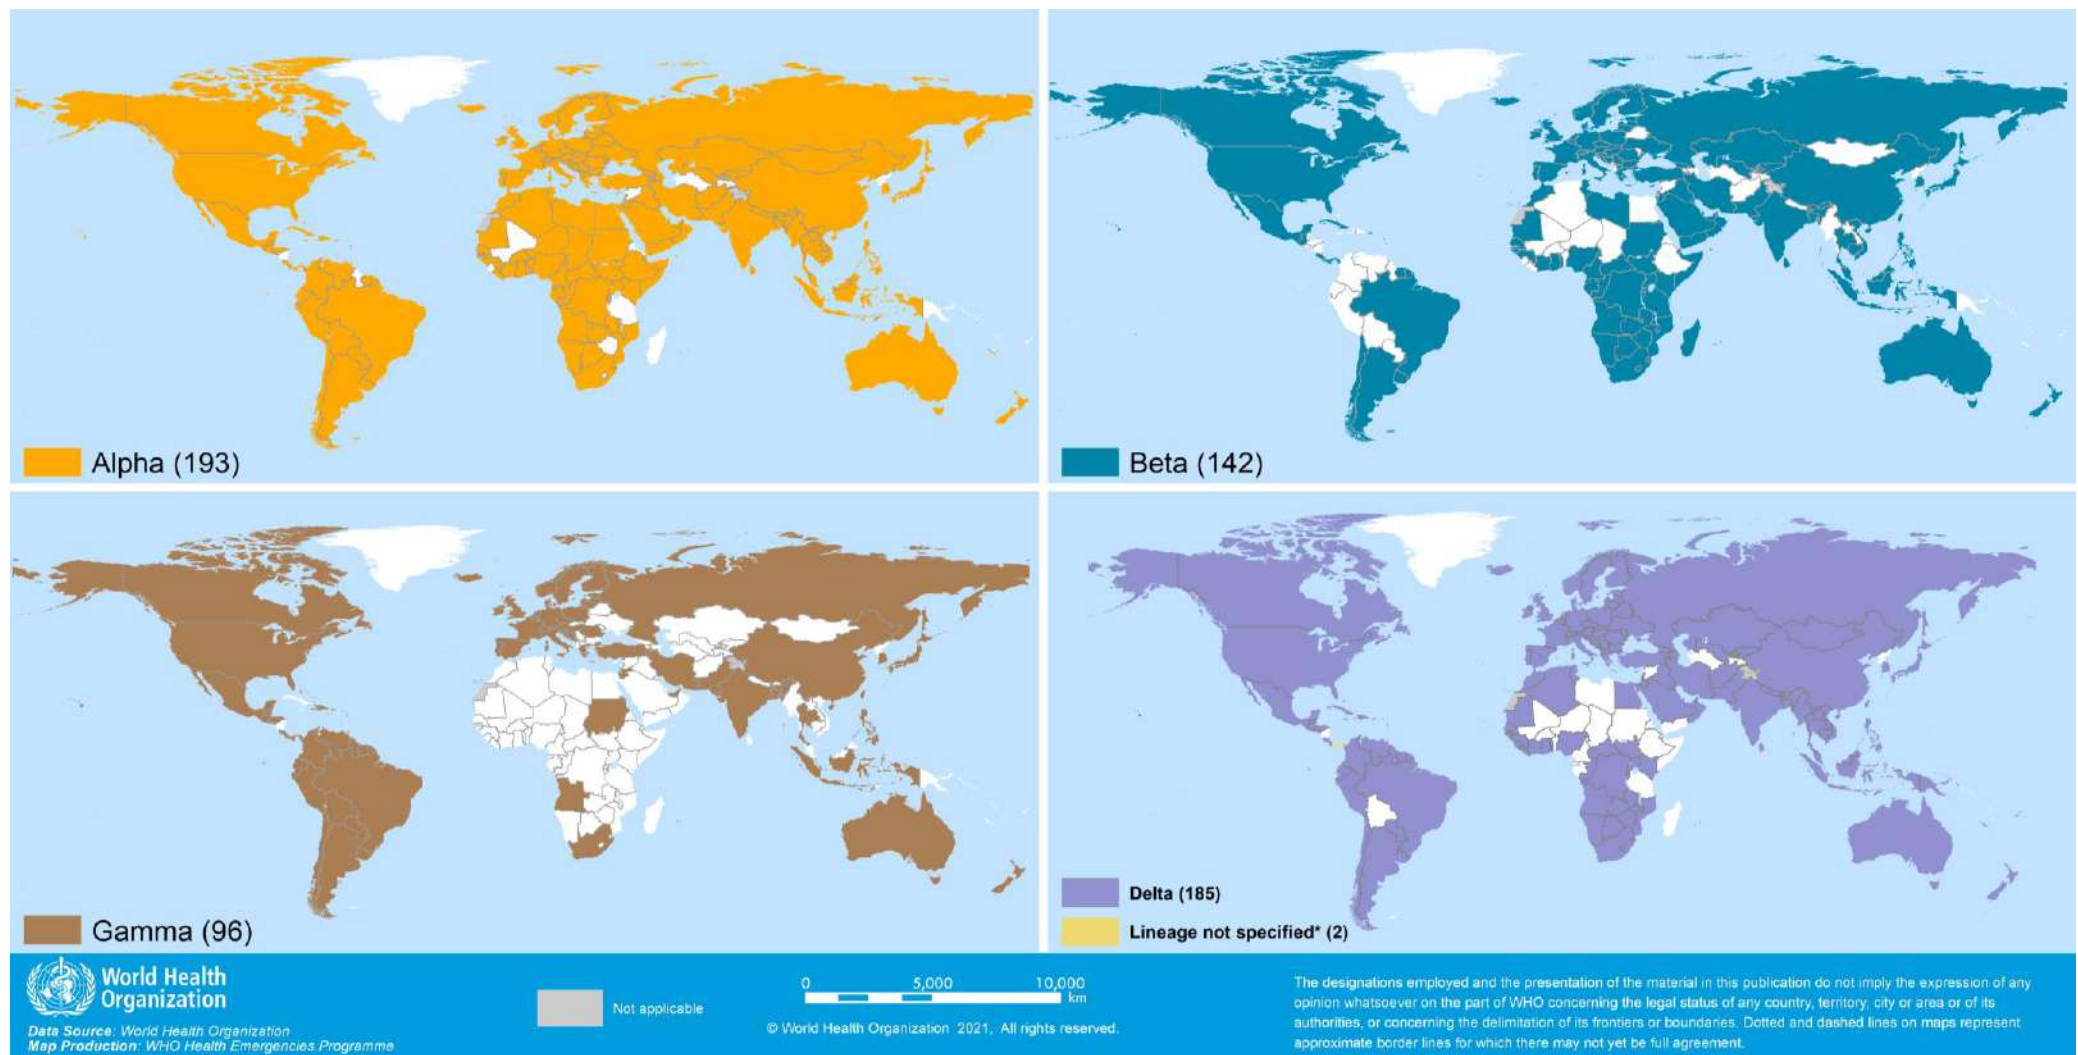 Alpha (193)
Beta (142)
Gamma (96)
Delta (185)
Lineage not specified* (2)
World Health
Organization
Data Source: World Health Organization
Map Production: WHO Health Emergencies Programme
Not applicable
0 5,000 10,000
km
© World Health Organization 2021, All rights reserved.
The designations employed and the presentation of the material in this publication do not imply the expression of any
opinion whatsoever on the part of WHO concerning the legal status of any country, territory, city or area or of its
authorities, or concerning the delimitation of its frontiers or boundaries. Dotted and dashed lines on maps represent
approximate border lines for which there may not yet be full agreement.